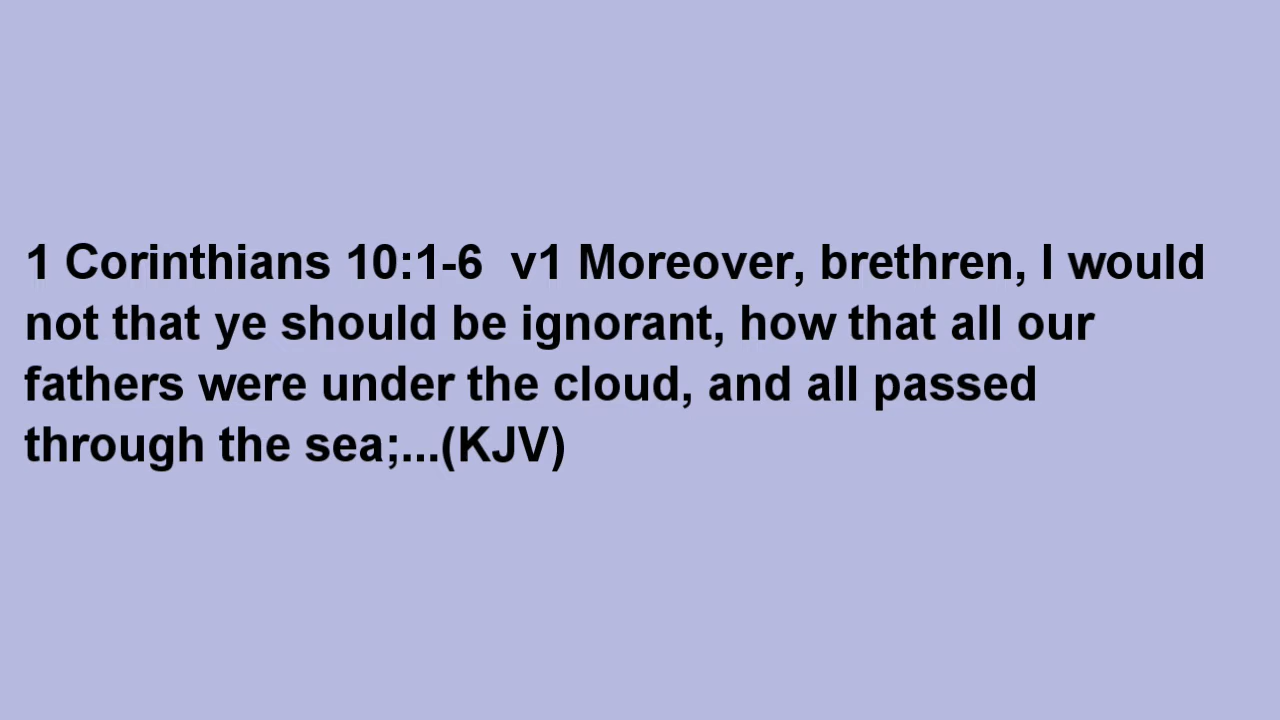 1 Corinthians 10:1-6  v1 Moreover, brethren, I would
not that ye should be ignorant, how that all our
fathers were under the cloud, and all passed
through the sea;...(KJV)